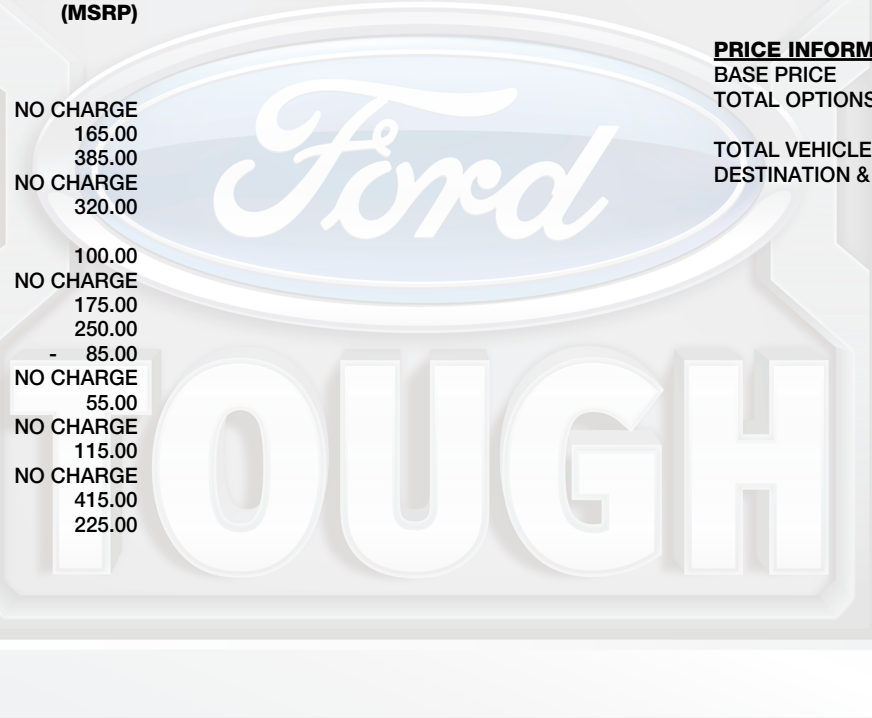 (MSRP)
NO CHARGE
165.00
385.00
NO CHARGE
320.00
100.00
NO CHARGE
175.00
250.00
- 85.00
NO CHARGE
55.00
NO CHARGE
115.00
NO CHARGE
415.00
225.00
PRICE INFORM
BASE PRICE
TOTAL OPTIONS
TOTAL VEHICLE
DESTINATION &
Ford
TOUGH